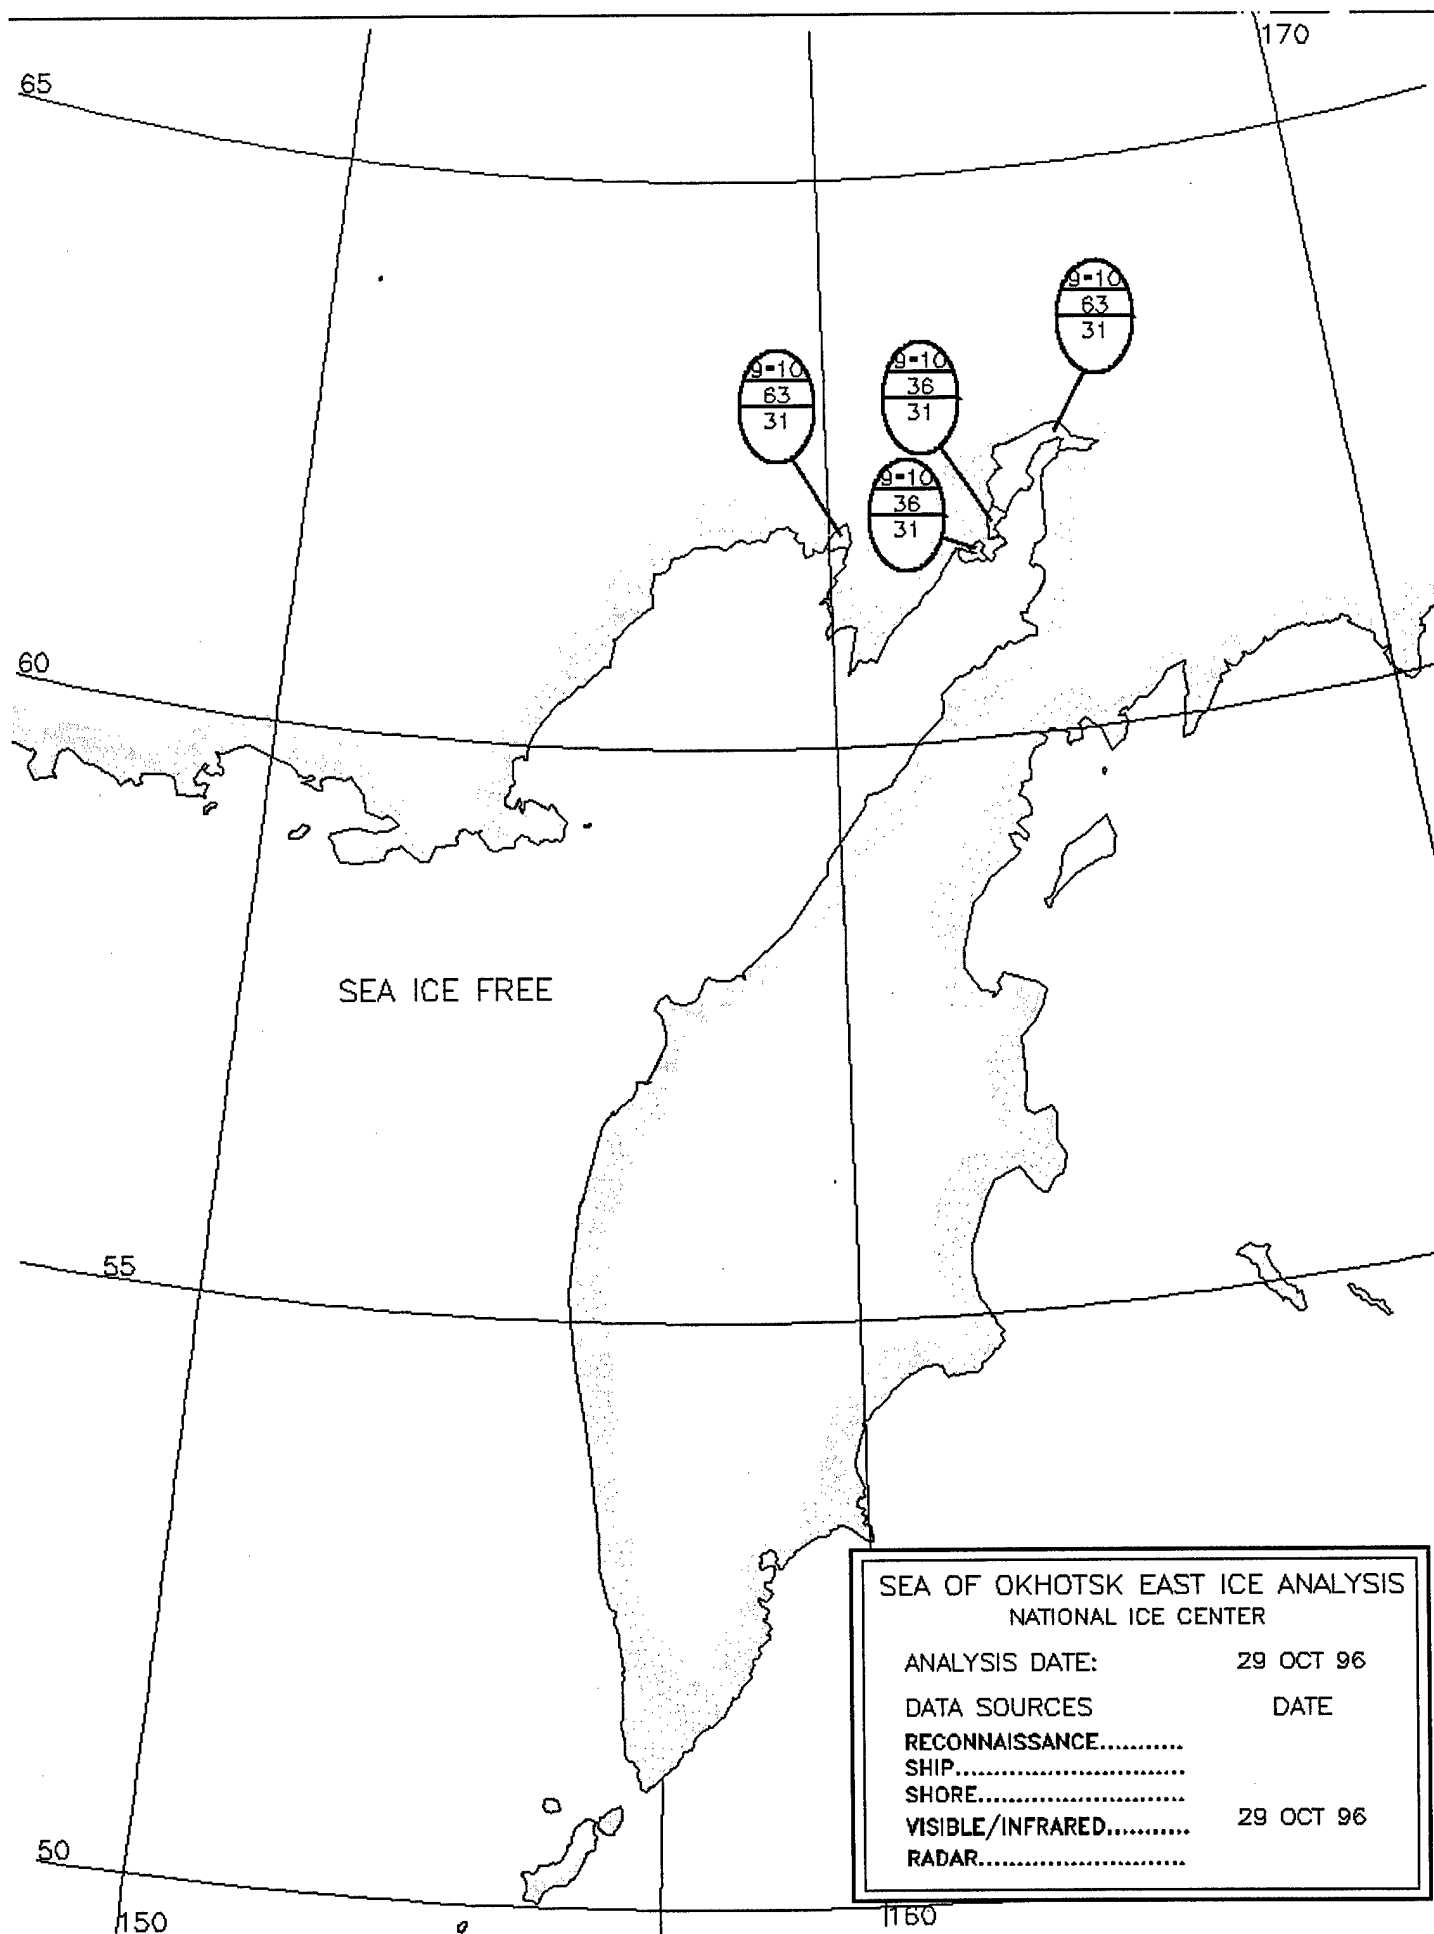 170
65
9-10
63
31
9-10
36
31
9-10
63
31
9-10
36
31
60
SEA ICE FREE
55
SEA OF OKHOTSK EAST ICE ANALYSIS
NATIONAL ICE CENTER
ANALYSIS DATE: 29 OCT 96
DATA SOURCES DATE
RECONNAISSANCE...........
SHIP.............................
SHORE..........................
VISIBLE/INFRARED........... 29 OCT 96
RADAR..........................
50
150
160